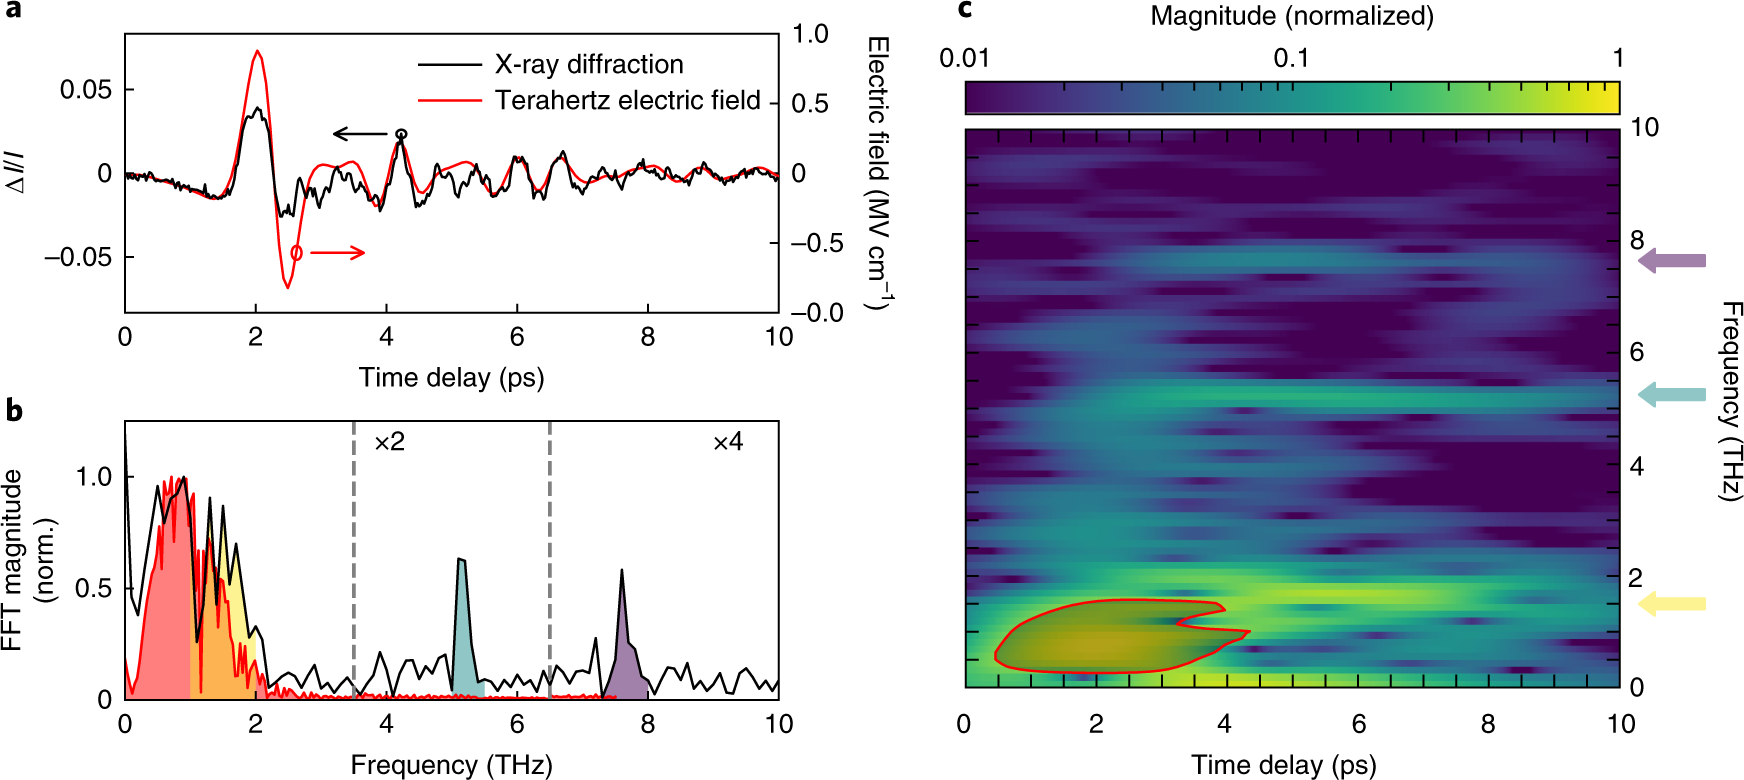 a
0.05
0
−0.05
ΔI/I
X-ray diffraction
Terahertz electric field
1.0
0.5
0
−0.5
−0.0
Electric field (MV cm−1)
0 2 4 6 8 10
Time delay (ps)
b
×2
×4
1.0
0.5
0
FFT magnitude
(norm.)
0 2 4 6 8 10
Frequency (THz)
c
Magnitude (normalized)
0.01 0.1 1
10
8
6
4
2
0
Frequency (THz)
0 2 4 6 8 10
Time delay (ps)